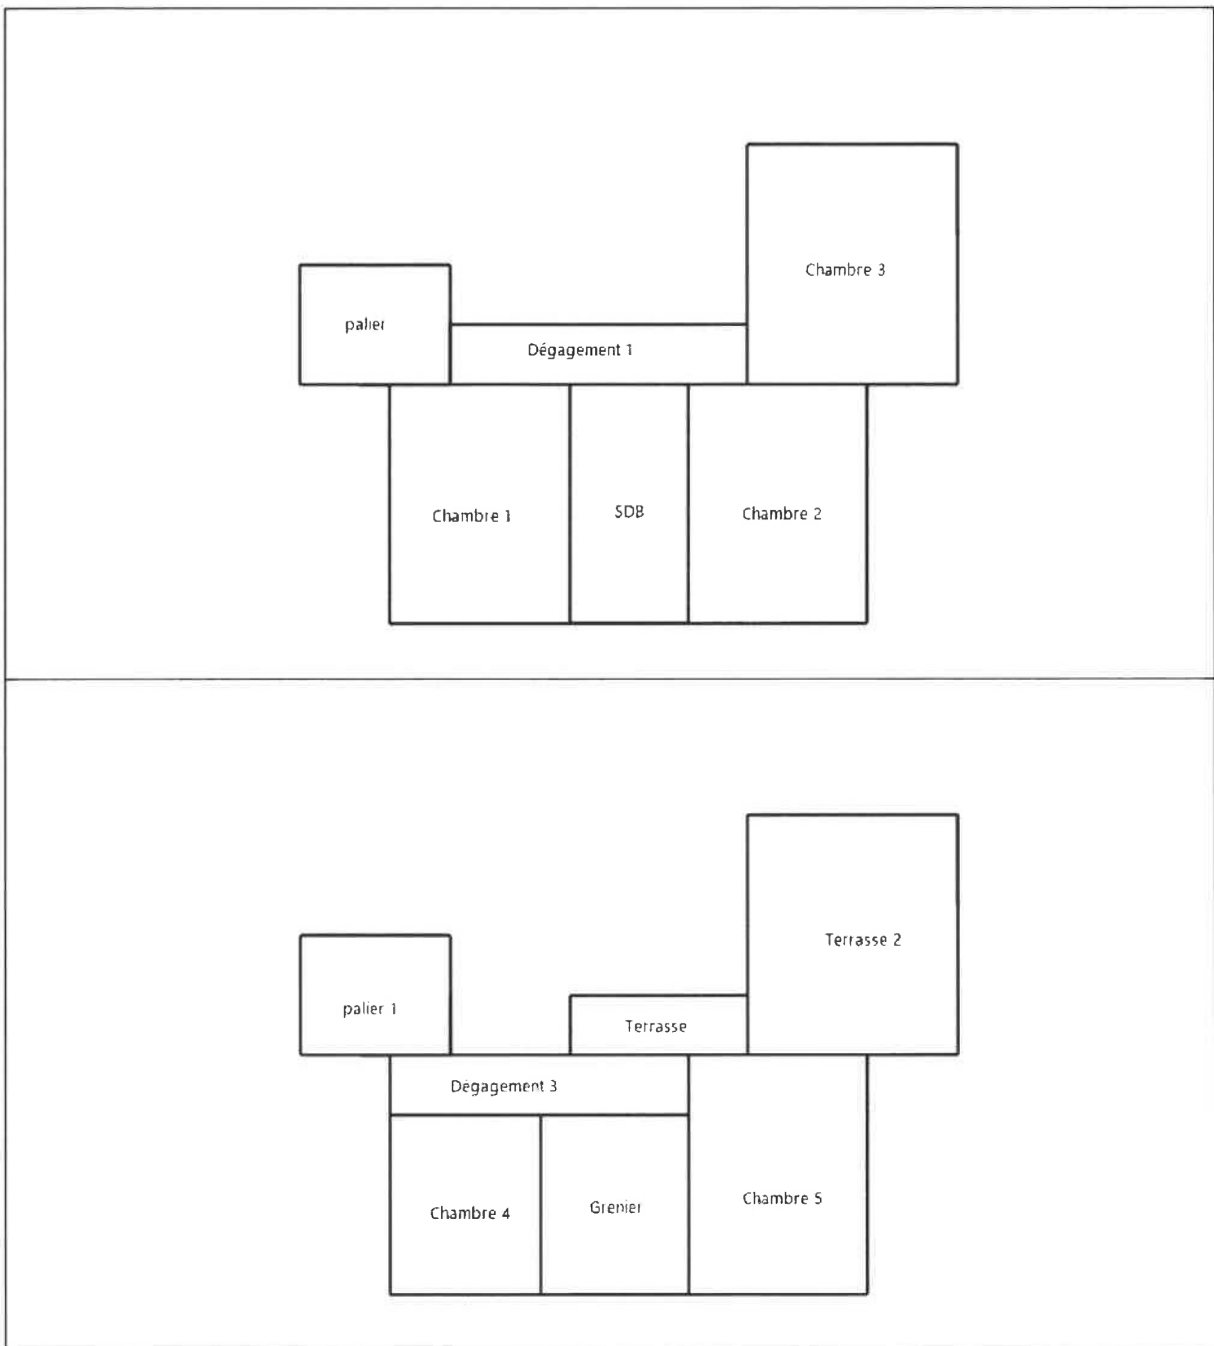 Chambre 3
palier
Dégagement 1
Chambre 1
SDB
Chambre 2
Terrasse 2
palier 1
Terrasse
Dégagement 3
Chambre 4
Grenier
Chambre 5